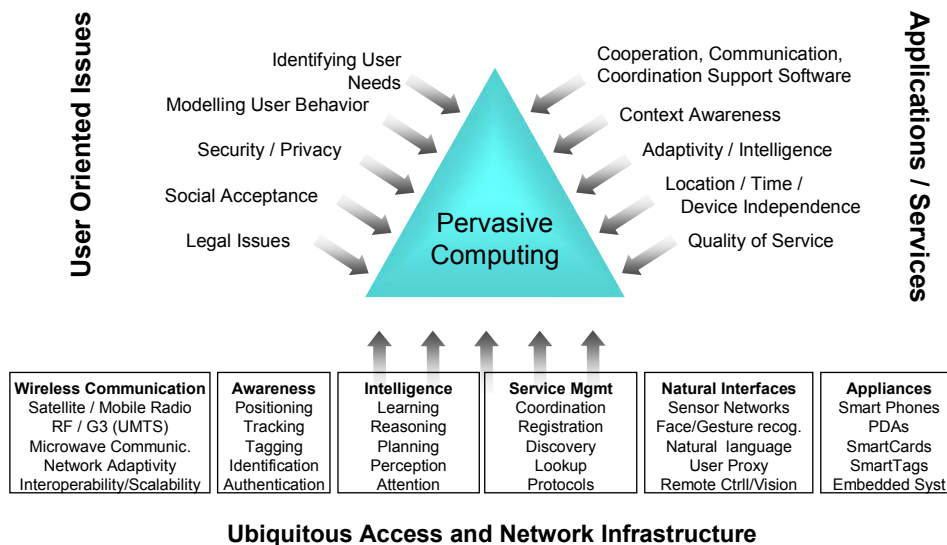 User Oriented Issues
Identifying User
Needs
Modelling User Behavior
Security / Privacy
Social Acceptance
Legal Issues
Pervasive
Computing
Cooperation, Communication,
Coordination Support Software
Context Awareness
Adaptivity / Intelligence
Location / Time /
Device Independence
Quality of Service
Applications / Services
Wireless Communication
Satellite / Mobile Radio
RF / G3 (UMTS)
Microwave Communic.
Network Adaptivity
Interoperability/Scalability
Awareness
Positioning
Tracking
Tagging
Identification
Authentication
Intelligence
Learning
Reasoning
Planning
Perception
Attention
Service Mgmt
Coordination
Registration
Discovery
Lookup
Protocols
Natural Interfaces
Sensor Networks
Face/Gesture recog.
Natural language
User Proxy
Remote Ctrll/Vision
Appliances
Smart Phones
PDAs
SmartCards
SmartTags
Embedded Syst
Ubiquitous Access and Network Infrastructure